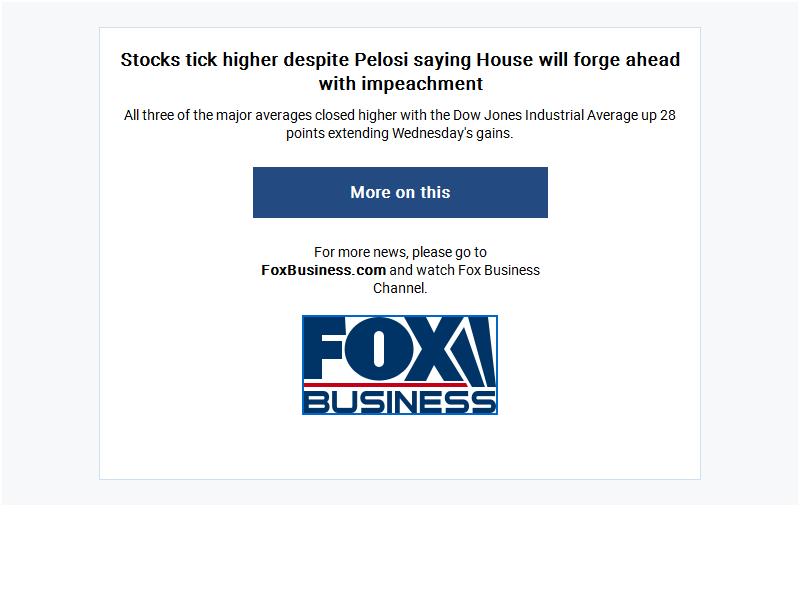 Stocks tick higher despite Pelosi saying House will forge ahead
with impeachment
All three of the major averages closed higher with the Dow Jones Industrial Average up 28
points extending Wednesday's gains.
More on this
For more news, please go to
FoxBusiness.com and watch Fox Business
Channel.
FOX
BUSINESS